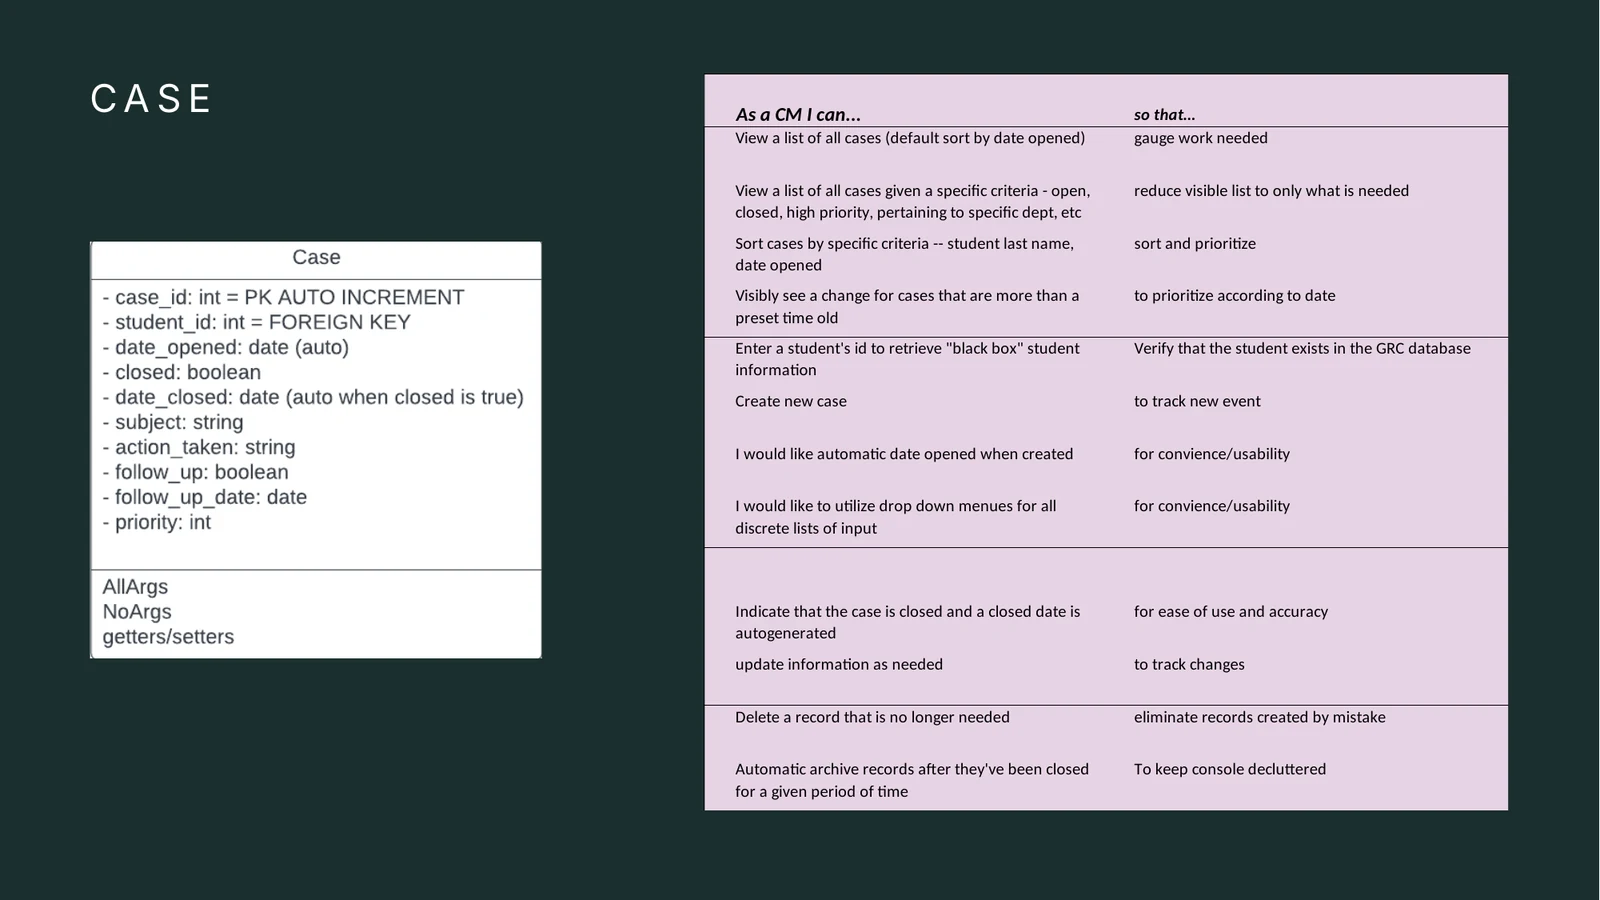 CASE
Case
- case_id: int = PK AUTO INCREMENT
- student_id: int = FOREIGN KEY
- date_opened: date (auto)
- closed: boolean
- date_closed: date (auto when closed is true)
- subject: string
- action_taken: string
- follow_up: boolean
- follow_up_date: date
- priority: int
AllArgs
NoArgs
getters/setters
As a CM I can... so that...
View a list of all cases (default sort by date opened) gauge work needed
View a list of all cases given a specific criteria - open, reduce visible list to only what is needed
closed, high priority, pertaining to specific dept, etc
Sort cases by specific criteria -- student last name, sort and prioritize
date opened
Visibly see a change for cases that are more than a to prioritize according to date
preset time old
Enter a student's id to retrieve "black box" student Verify that the student exists in the GRC database
information
Create new case to track new event
I would like automatic date opened when created for convience/usability
I would like to utilize drop down menues for all for convience/usability
discrete lists of input
Indicate that the case is closed and a closed date is for ease of use and accuracy
autogenerated
update information as needed to track changes
Delete a record that is no longer needed eliminate records created by mistake
Automatic archive records after they've been closed To keep console decluttered
for a given period of time